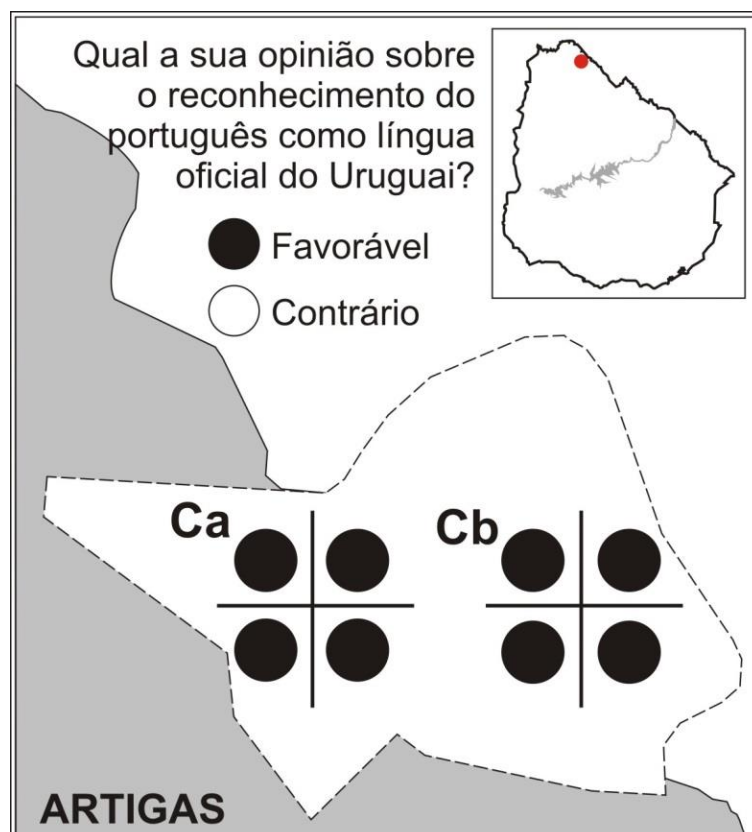 Qual a sua opinião sobre
o reconhecimento do
português como língua
oficial do Uruguai?
Favorável
Contrário
Ca
Cb
ARTIGAS